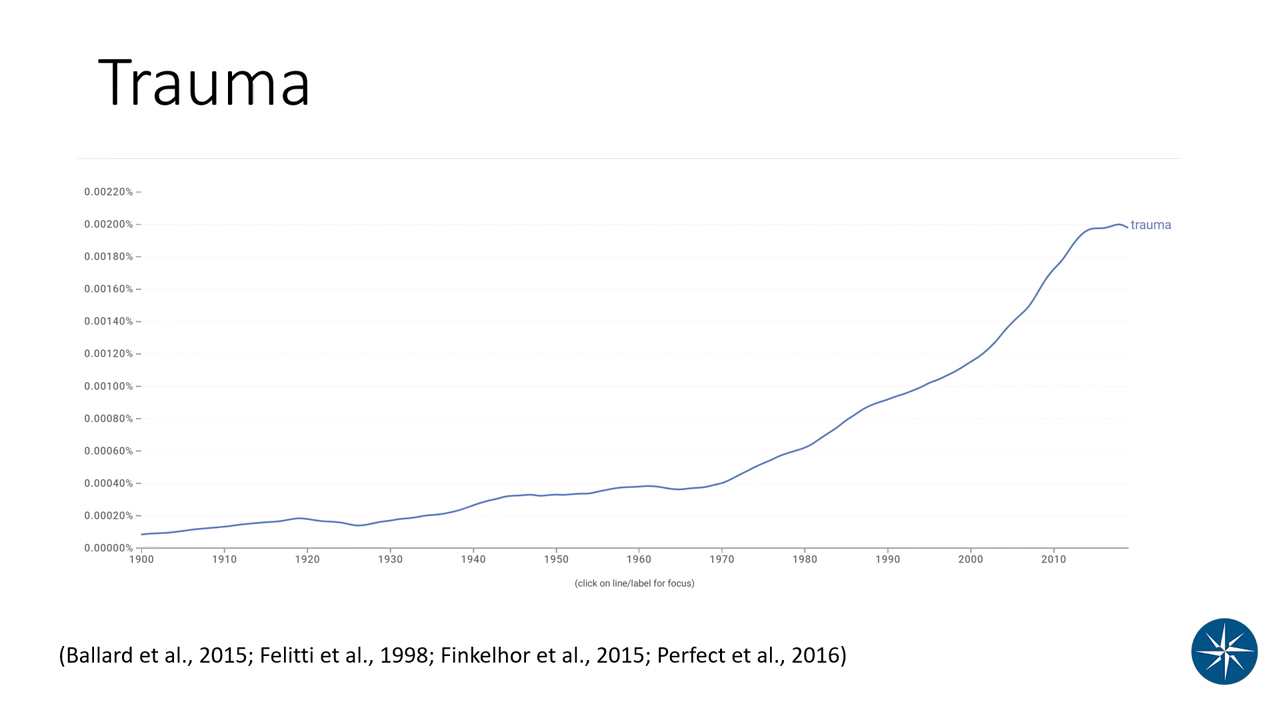 Trauma
0.00220%
0.00200%
trauma
0.00180%
0.00160%
0.00140%
0.00120%
0.00100%
0.00080%
0.00060%
0.00040%
0.00020%
0.00000%
1900 1910 1920 1930 1940 1950 1960 1970 1980 1990 2000 2010
(click on line/label for focus)
(Ballard et al., 2015; Felitti et al., 1998; Finkelhor et al., 2015; Perfect et al., 2016)